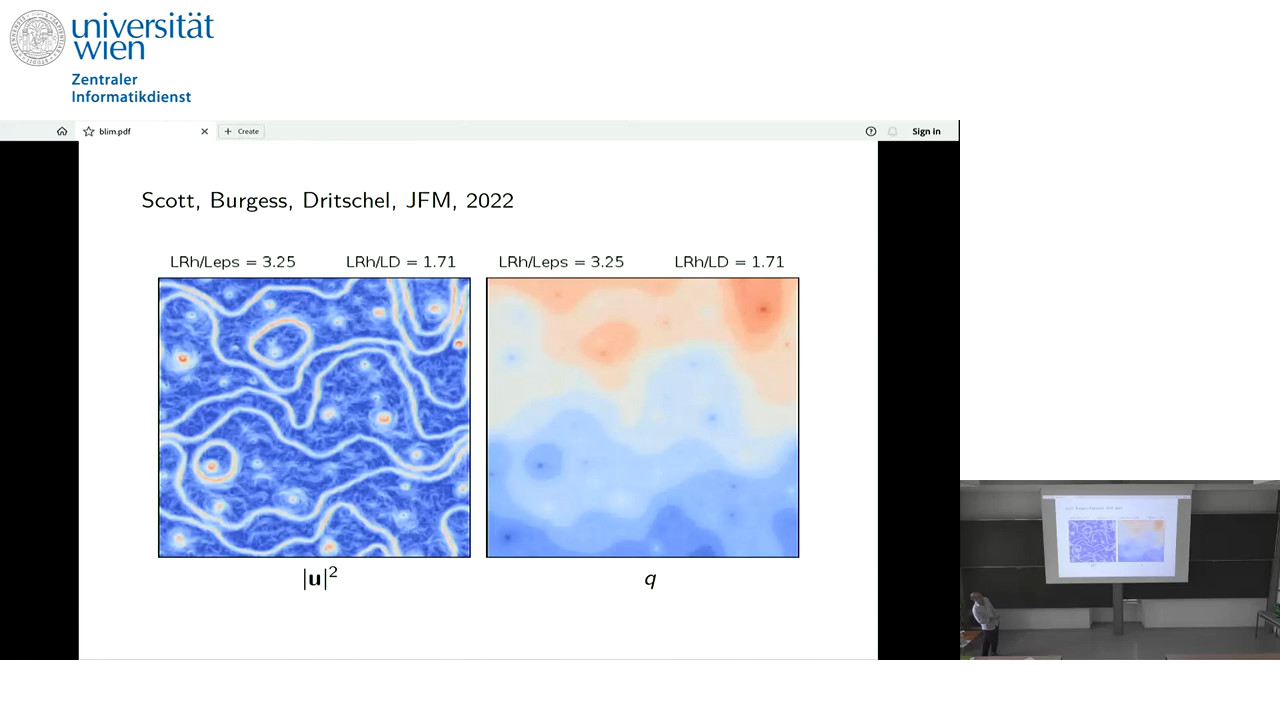 universität
wien
Zentraler
Informatikdienst
blim.pdf
+ Create
Sign in
Scott, Burgess, Dritschel, JFM, 2022
LRh/Leps = 3.25 LRh/LD = 1.71 LRh/Leps = 3.25 LRh/LD = 1.71
|u|² q